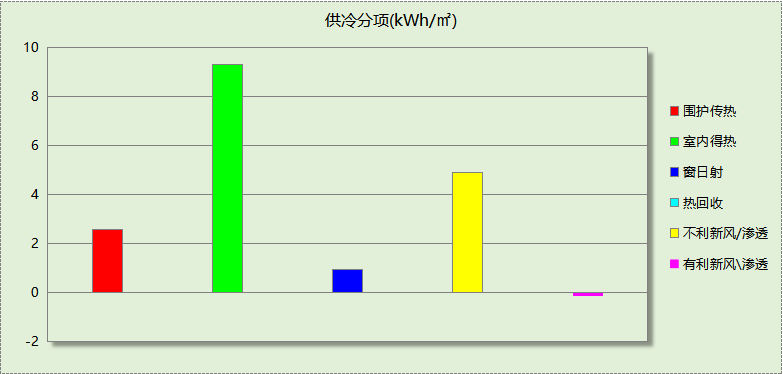 供冷分项(kWh/㎡)
10
8
6
4
2
0
-2
围护传热
室内得热
窗日射
热回收
不利新风/渗透
有利新风\渗透